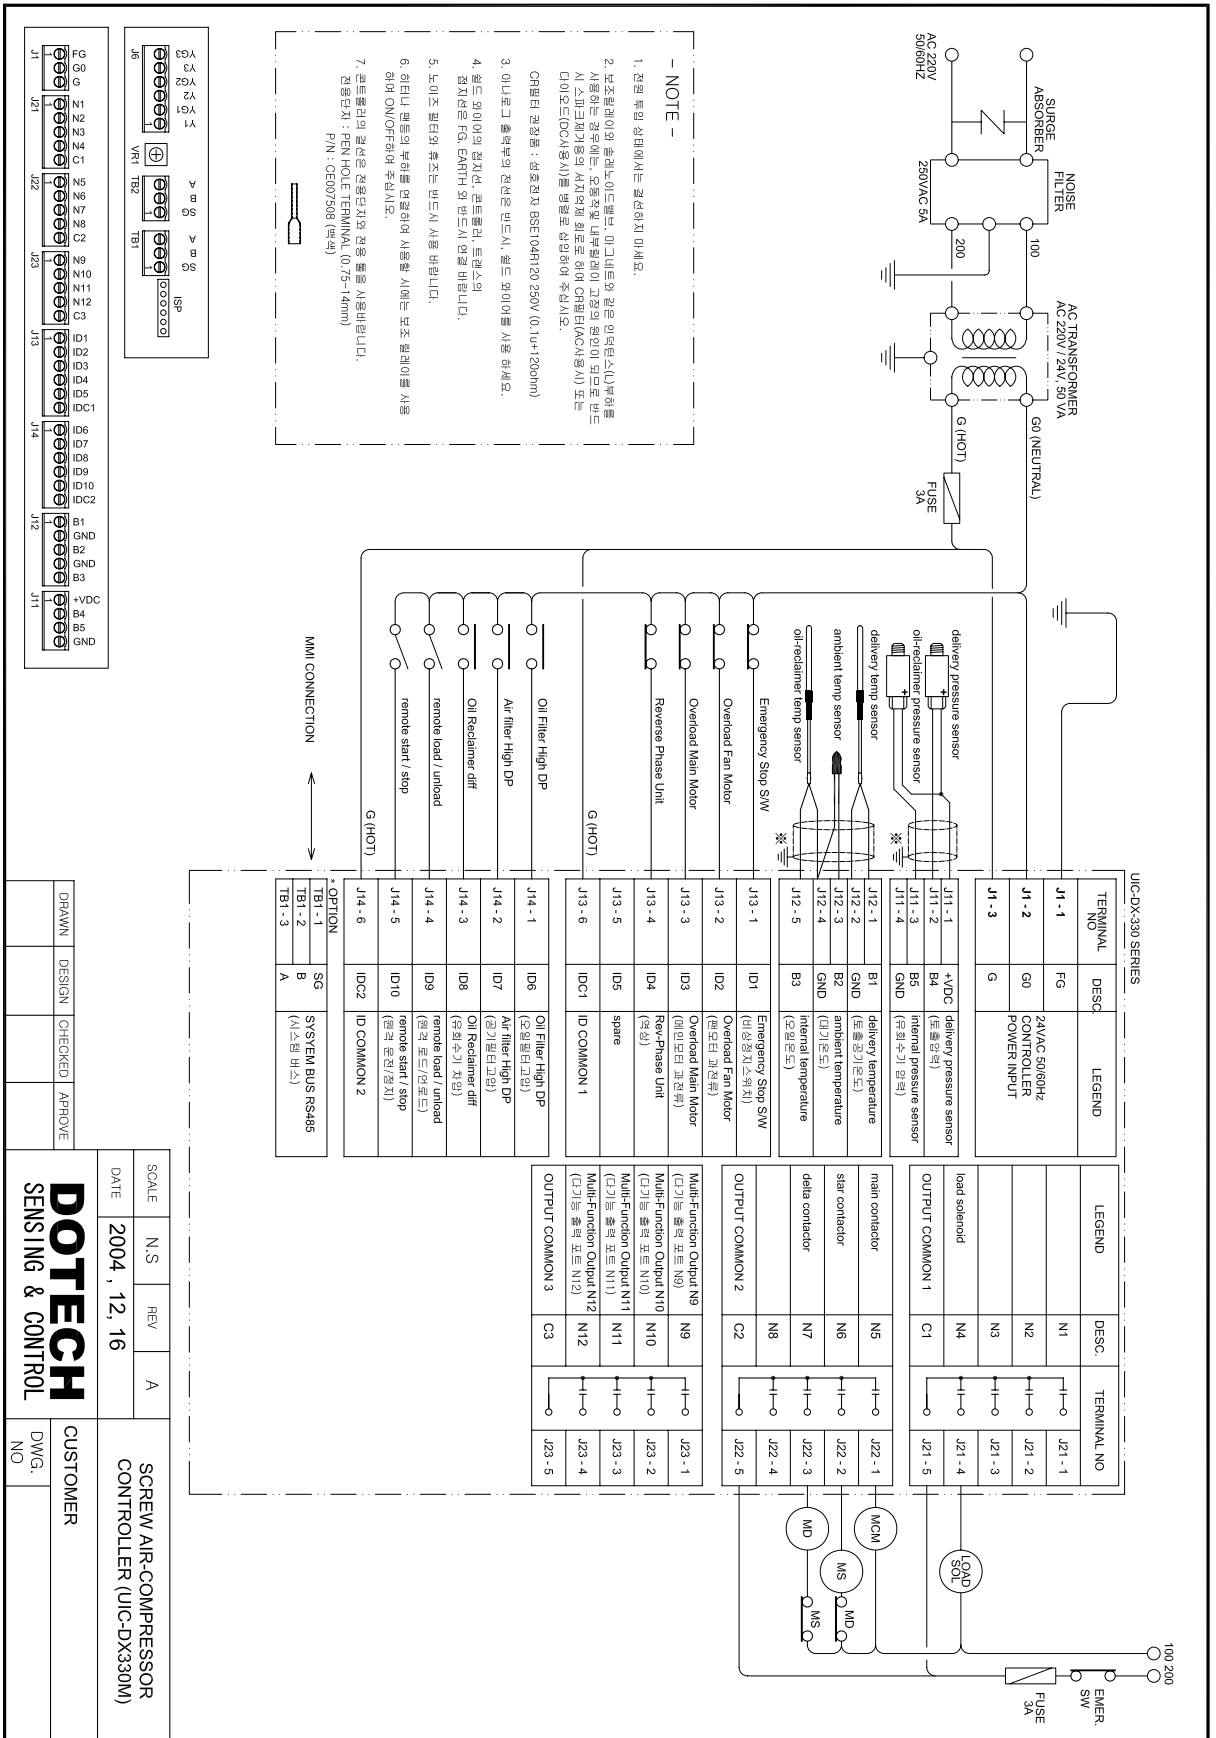 AC 220V
50/60HZ
SURGE
ABSORBER
NOISE
FILTER
250VAC 5A
100
200
AC TRANSFORMER
AC 220V / 24V, 50 VA
G0 (NEUTRAL)
G (HOT)
FUSE
3A
- NOTE -
1. 전원 투입 상태에서는 결선하지 마세요.
2. 보조릴레이와 솔레노이드밸브, 마그네트와 같은 인덕턴스(L)부하를
사용하는 경우에는, 오동작및 내부릴레이 고장의 원인이 되므로 반드
시 스파크제거용의 서지억제 회로로 하여 CR필터(AC사용시) 또는
다이오드(DC사용시)를 병렬로 삽입하여 주십시오.
CR필터 권장품 : 성호전자 BSE104R120 250V (0.1u+120ohm)
3. 아나로그 출력부의 전선은 반드시, 쉴드 와이어를 사용 하세요.
4. 쉴드 와이어의 접지선, 콘트롤러, 트랜스의
접지선은 FG, EARTH 와 반드시 연결 바랍니다.
5. 노이즈 필터와 휴즈는 반드시 사용 바랍니다.
6. 히터나 팬등의 부하를 연결하여 사용할 시에는 보조 릴레이를 사용
하여 ON/OFF하여 주십시오.
7. 콘트롤러의 결선은 전용단자와 전용 툴을 사용바랍니다.
전용단자 : PEN HOLE TERMINAL (0.75-14mm)
P/N : CE007508 (백색)
YG3
Y3
YG2
Y2
YG1
Y1
J6
VR1
A
B
SG
TB2
1
A
B
SG
TB1
1
ISP
FG
G0
G
J1
1
N1
N2
N3
N4
C1
J21
1
N5
N6
N7
N8
C2
J22
1
N9
N10
N11
N12
C3
J23
1
ID1
ID2
ID3
ID4
ID5
IDC1
J13
1
ID6
ID7
ID8
ID9
ID10
IDC2
J14
1
B1
GND
B2
GND
B3
J12
1
+VDC
B4
B5
GND
J11
1
delivery pressure sensor
oil-reclaimer pressure sensor
delivery temp sensor
ambient temp sensor
oil-reclaimer temp sensor
※
※
Emergency Stop S/W
Overload Fan Motor
Overload Main Motor
Reverse Phase Unit
G (HOT)
Oil Filter High DP
Air filter High DP
Oil Reclaimer diff
remote load / unload
remote start / stop
G (HOT)
MMI CONNECTION
UIC-DX-330 SERIES
TERMINAL
NO
DESC.
LEGEND
J1 - 1
FG
J1 - 2
G0
J1 - 3
G
24VAC 50/60Hz
CONTROLLER
POWER INPUT
J11 - 1
+VDC
delivery pressure sensor
J11 - 2
B4
(토출압력)
J11 - 3
B5
internal pressure sensor
J11 - 4
GND
(유회수기 압력)
J12 - 1
B1
delivery temperature
J12 - 2
GND
(토출공기온도)
J12 - 3
B2
ambient temperature
J12 - 4
GND
(대기온도)
J12 - 5
B3
internal temperature
(오일온도)
J13 - 1
ID1
Emergency Stop S/W
(비상정지스위치)
J13 - 2
ID2
Overload Fan Motor
(팬모터 과전류)
J13 - 3
ID3
Overload Main Motor
(메인모터 과전류)
J13 - 4
ID4
Rev-Phase Unit
(역상)
J13 - 5
ID5
spare
J13 - 6
IDC1
ID COMMON 1
J14 - 1
ID6
Oil Filter High DP
(오일필터고압)
J14 - 2
ID7
Air filter High DP
(공기필터고압)
J14 - 3
ID8
Oil Reclaimer diff
(유회수기 차압)
J14 - 4
ID9
remote load / unload
(원격 로드/언로드)
J14 - 5
ID10
remote start / stop
(원격 운전/정지)
J14 - 6
IDC2
ID COMMON 2
* OPTION
TB1 - 1
SG
TB1 - 2
B
TB1 - 3
A
SYSYEM BUS RS485
(시스템 버스)
LEGEND
DESC.
TERMINAL NO
N1
J21 - 1
N2
J21 - 2
N3
J21 - 3
load solenoid
N4
J21 - 4
OUTPUT COMMON 1
C1
J21 - 5
main contactor
N5
J22 - 1
star contactor
N6
J22 - 2
delta contactor
N7
J22 - 3
N8
J22 - 4
OUTPUT COMMON 2
C2
J22 - 5
Multi-Function Output N9
(다기능 출력 포트 N9)
N9
J23 - 1
Multi-Function Output N10
(다기능 출력 포트 N10)
N10
J23 - 2
Multi-Function Output N11
(다기능 출력 포트 N11)
N11
J23 - 3
Multi-Function Output N12
(다기능 출력 포트 N12)
N12
J23 - 4
OUTPUT COMMON 3
C3
J23 - 5
LOAD
SOL
MCM
MS
MD
MD
MS
100 200
EMER.
SW
FUSE
3A
DRAWN
DESIGN
CHECKED
APROVE
SCALE
N.S
REV
A
DATE
2004 , 12, 16
DOTECH
SENSING & CONTROL
SCREW AIR-COMPRESSOR
CONTROLLER (UIC-DX330M)
CUSTOMER
DWG.
NO